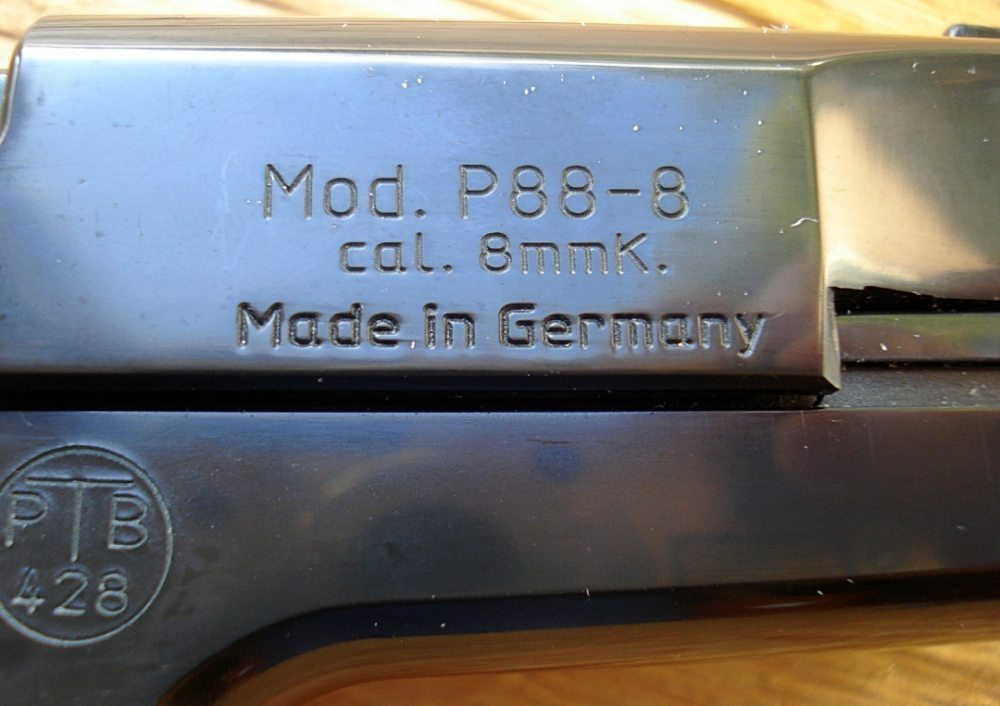 Mod. P88-8
cal. 8mmK.
Made in Germany
PTB
428